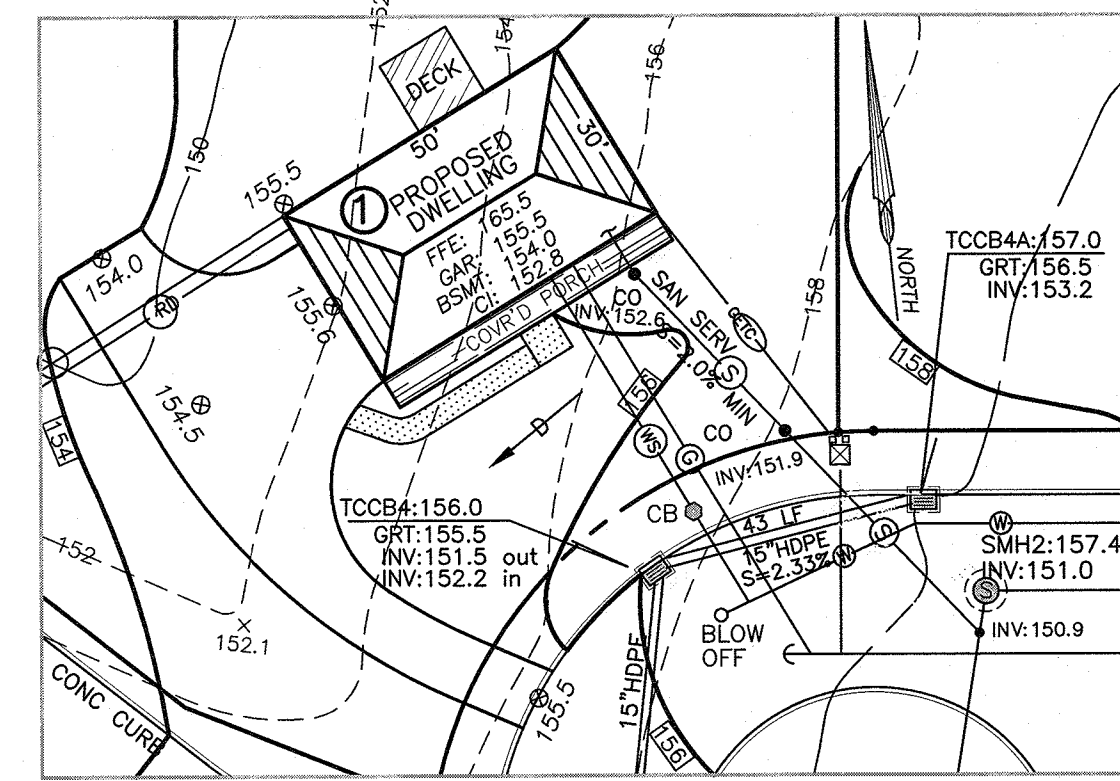 152
154
156
DECK
50'
30'
150
155.5
1
PROPOSED
DWELLING
FFE: 165.5
GAR: 155.5
BSMT: 154.0
CI: 152.8
COVR'D PORCH
154.0
RD
155.6
CO
INV: 152.6
SAN SERV
S
MIN
GETC
158
NORTH
TCCB4A:157.0
GRT:156.5
INV:153.2
158
154.5
154
156
D
WS
G
CO
INV:151.9
CB
TCCB4:156.0
GRT:155.5
INV:151.5 out
INV:152.2 in
43 LF
15"HDPE
S=2.33%
W
S
W
SMH2:157.4
INV:151.0
S
152
152.1
BLOW
OFF
INV:150.9
CONC CURB
155.5
15"HDPE
156